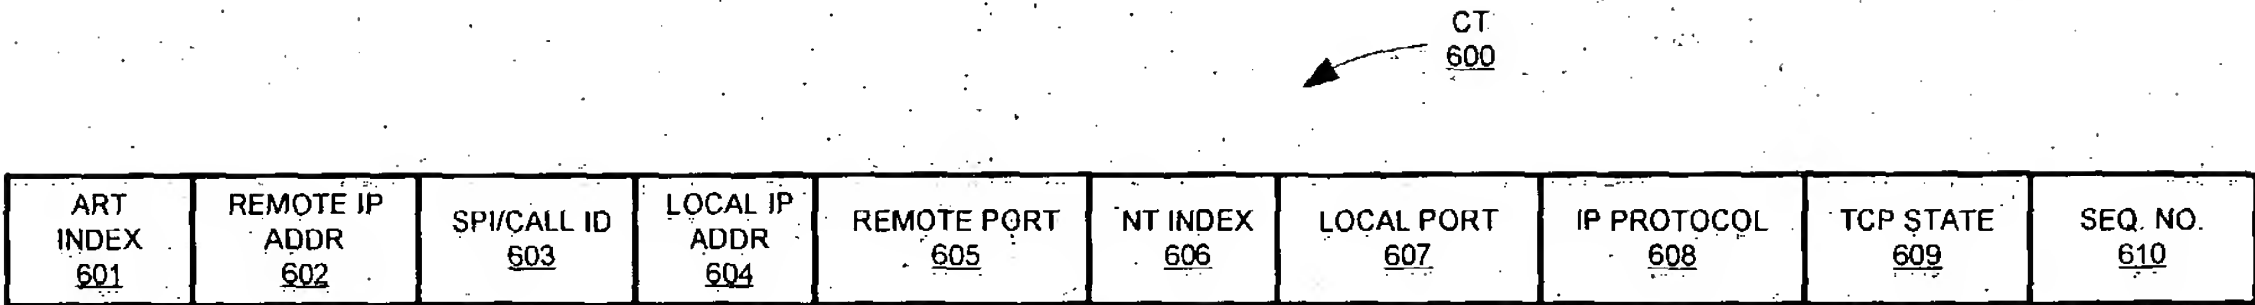 CT
600
ART
INDEX
601
REMOTE IP
ADDR
602
SPI/CALL ID
603
LOCAL IP
ADDR
604
REMOTE PORT
605
NT INDEX
606
LOCAL PORT
607
IP PROTOCOL
608
TCP STATE
609
SEQ. NO.
610